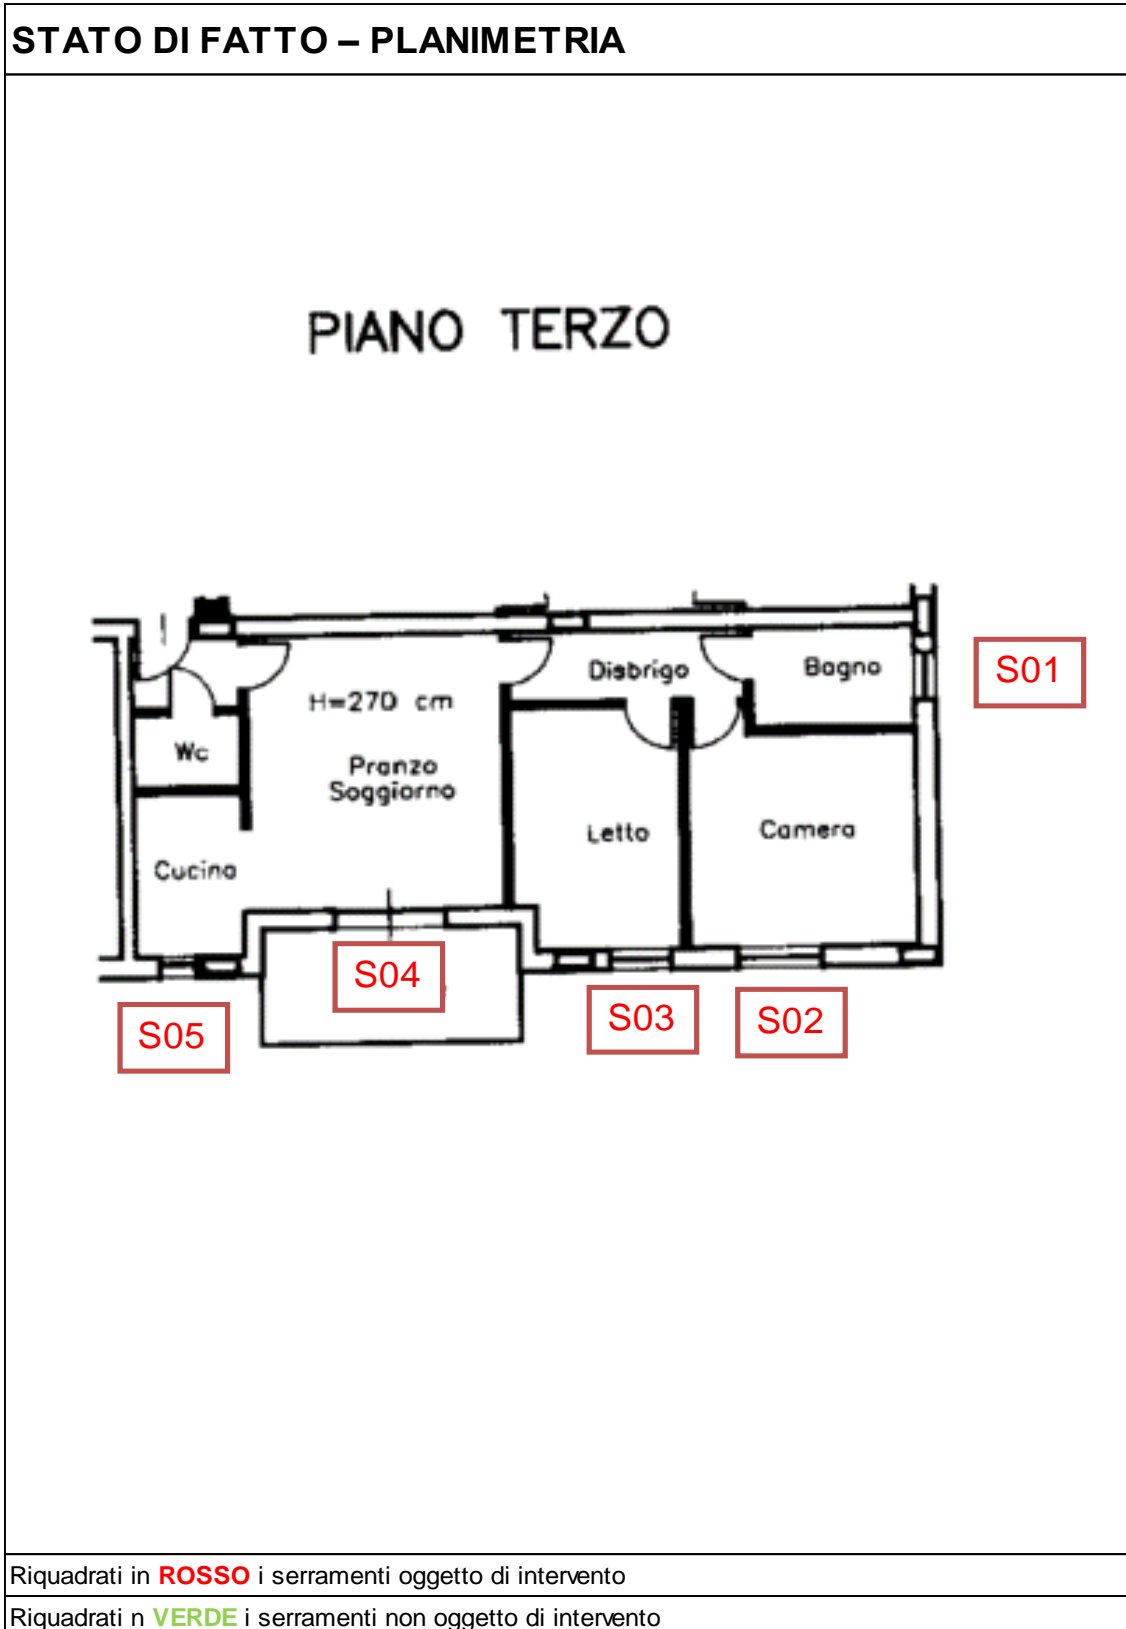 STATO DI FATTO – PLANIMETRIA
PIANO TERZO
Disbrigo
Bagno
S01
H=270 cm
Wc
Pranzo
Soggiorno
Letto
Camera
Cucina
S04
S03
S02
S05
Riquadrati in ROSSO i serramenti oggetto di intervento
Riquadrati n VERDE i serramenti non oggetto di intervento